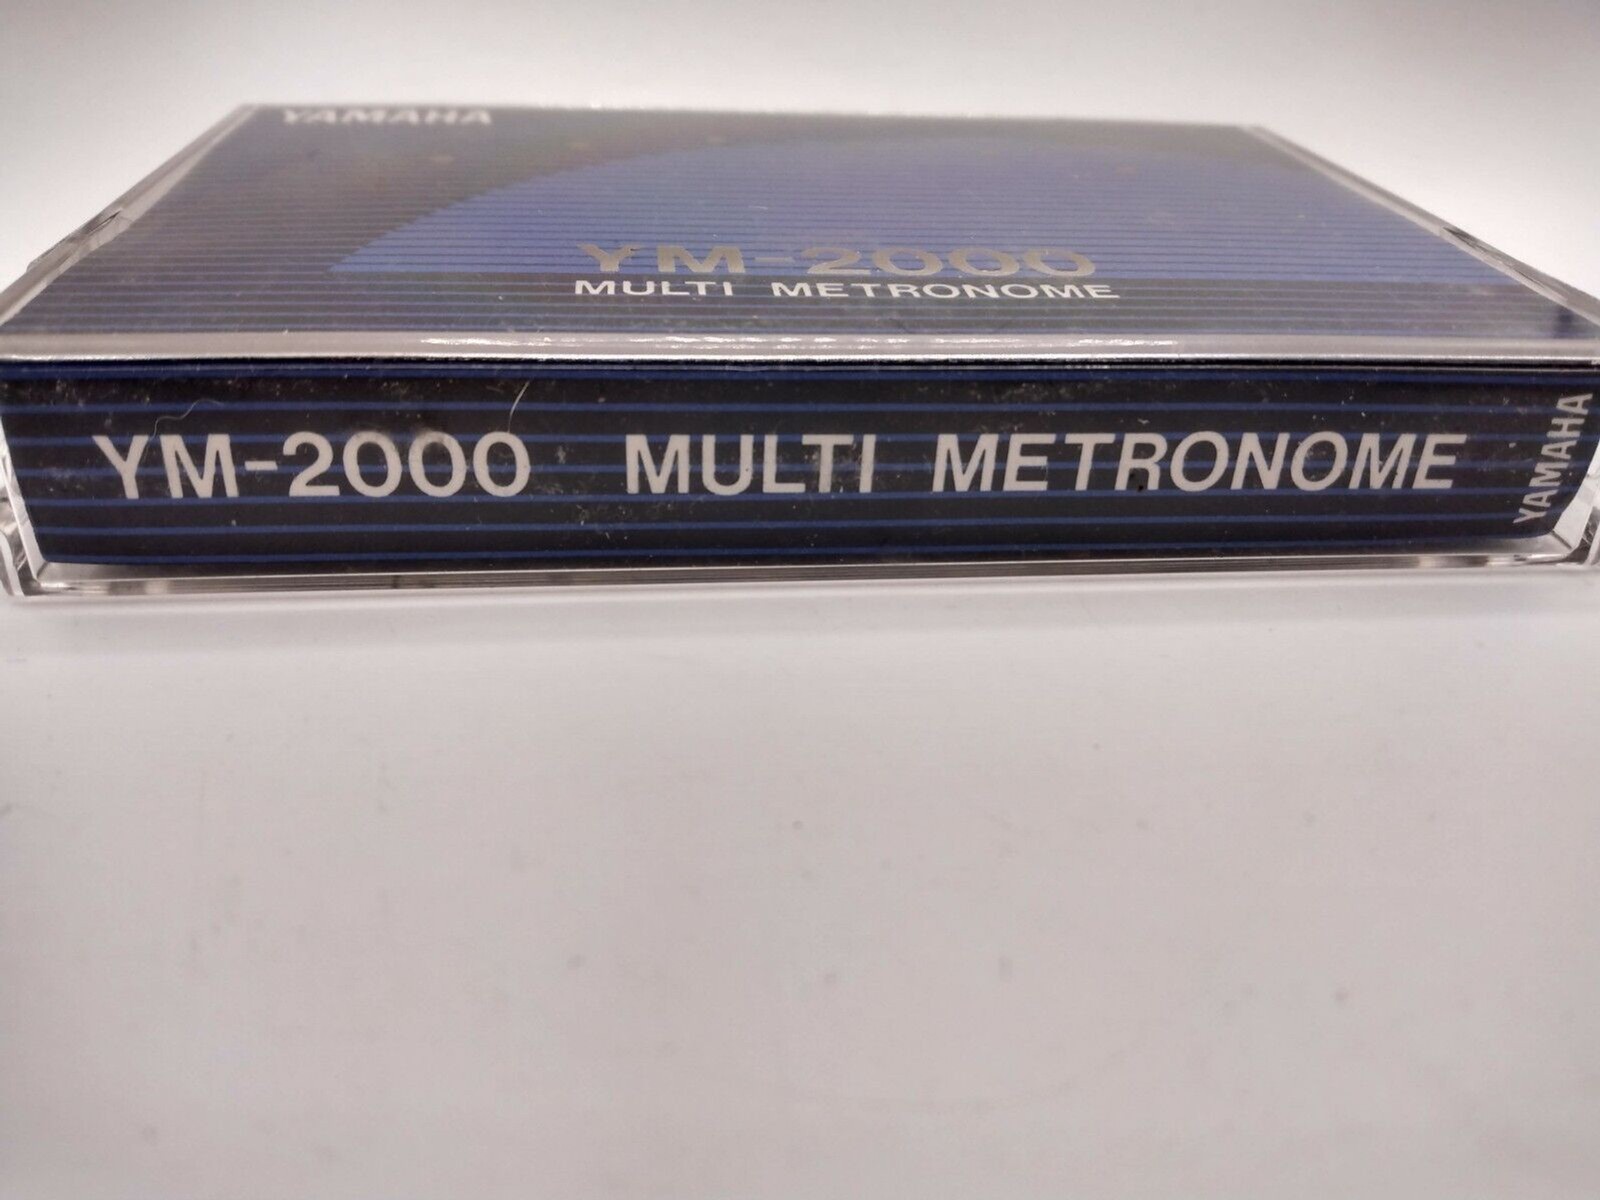 YAMAHA
YM-2000
MULTI METRONOME
YM-2000 MULTI METRONOME
YAMAHA